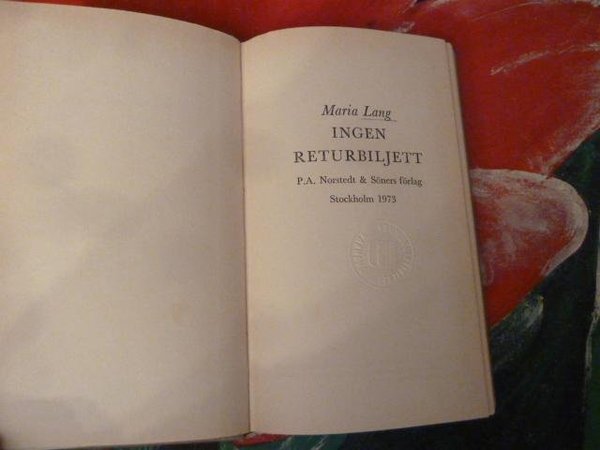 Maria Lang
INGEN
RETURBILJETT
P.A. Norstedt & Söners förlag
Stockholm 1973